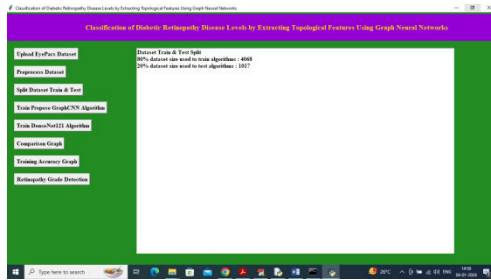 Classification of Diabetic Retinopathy Disease Levels by Extracting Topological Features Using Graph Neural Networks
Classification of Diabetic Retinopathy Disease Levels by Extracting Topological Features Using Graph Neural Networks
Upload EyePacs Dataset
Preprocess Dataset
Split Dataset Train & Test
Train Propose GraphCNN Algorithm
Train DenseNet121 Algorithm
Comparison Graph
Training Accuracy Graph
Retinopathy Grade Detection
Dataset Train & Test Split
80% dataset size used to train algorithms : 4068
20% dataset size used to test algorithms : 1017
Type here to search
26°C
ENG
14:08